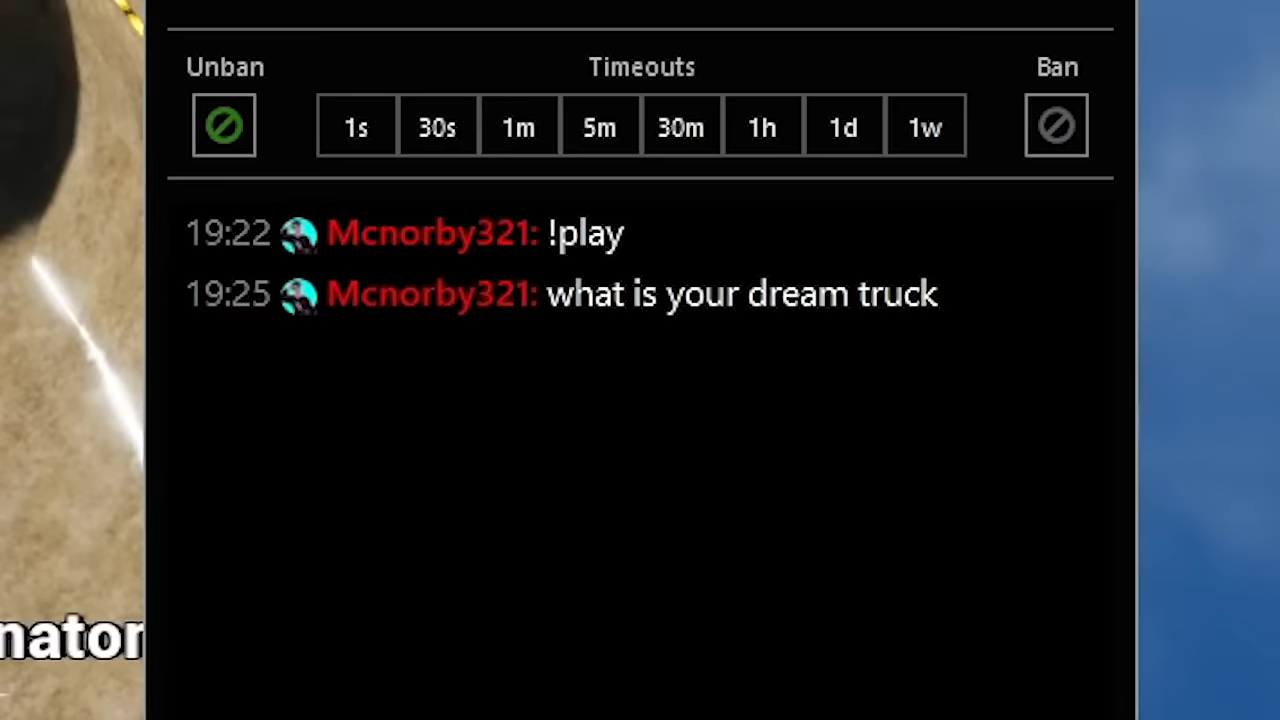 Unban Timeouts Ban
1s 30s 1m 5m 30m 1h 1d 1w
19:22 Mcnorby321: !play
19:25 Mcnorby321: what is your dream truck
nator